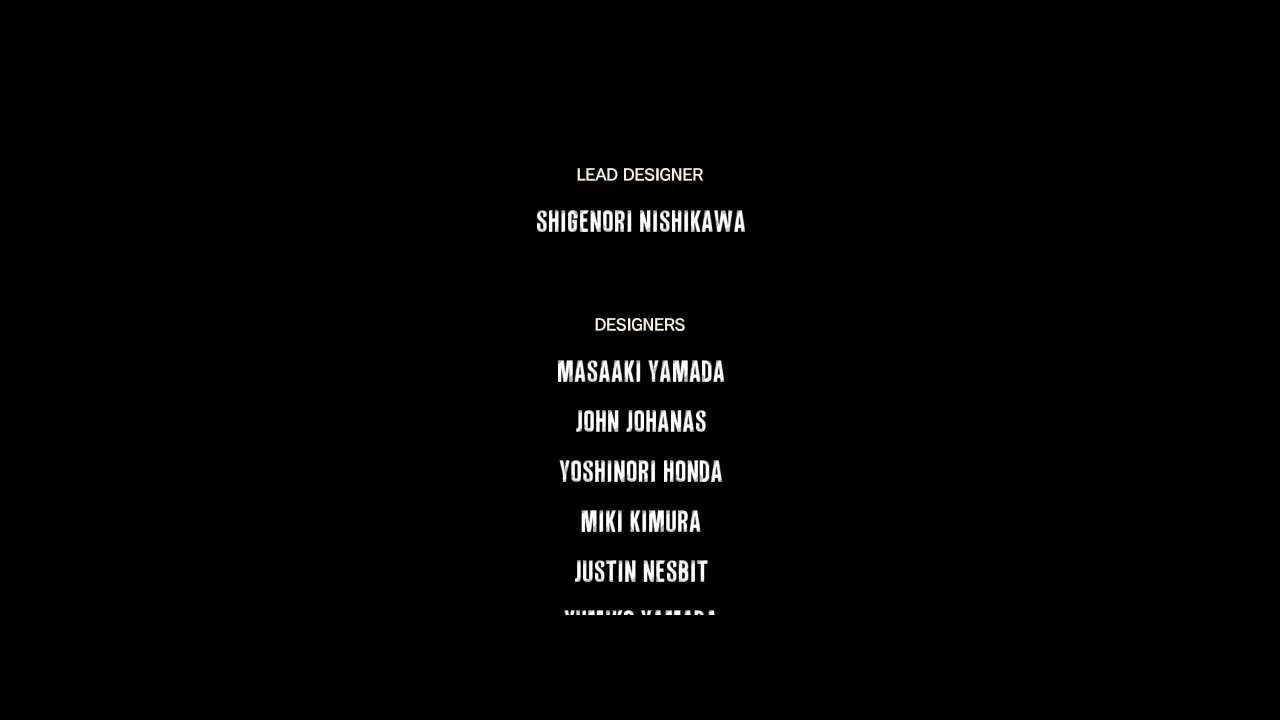 LEAD DESIGNER
SHIGENORI NISHIKAWA
DESIGNERS
MASAAKI YAMADA
JOHN JOHANAS
YOSHINORI HONDA
MIKI KIMURA
JUSTIN NESBIT